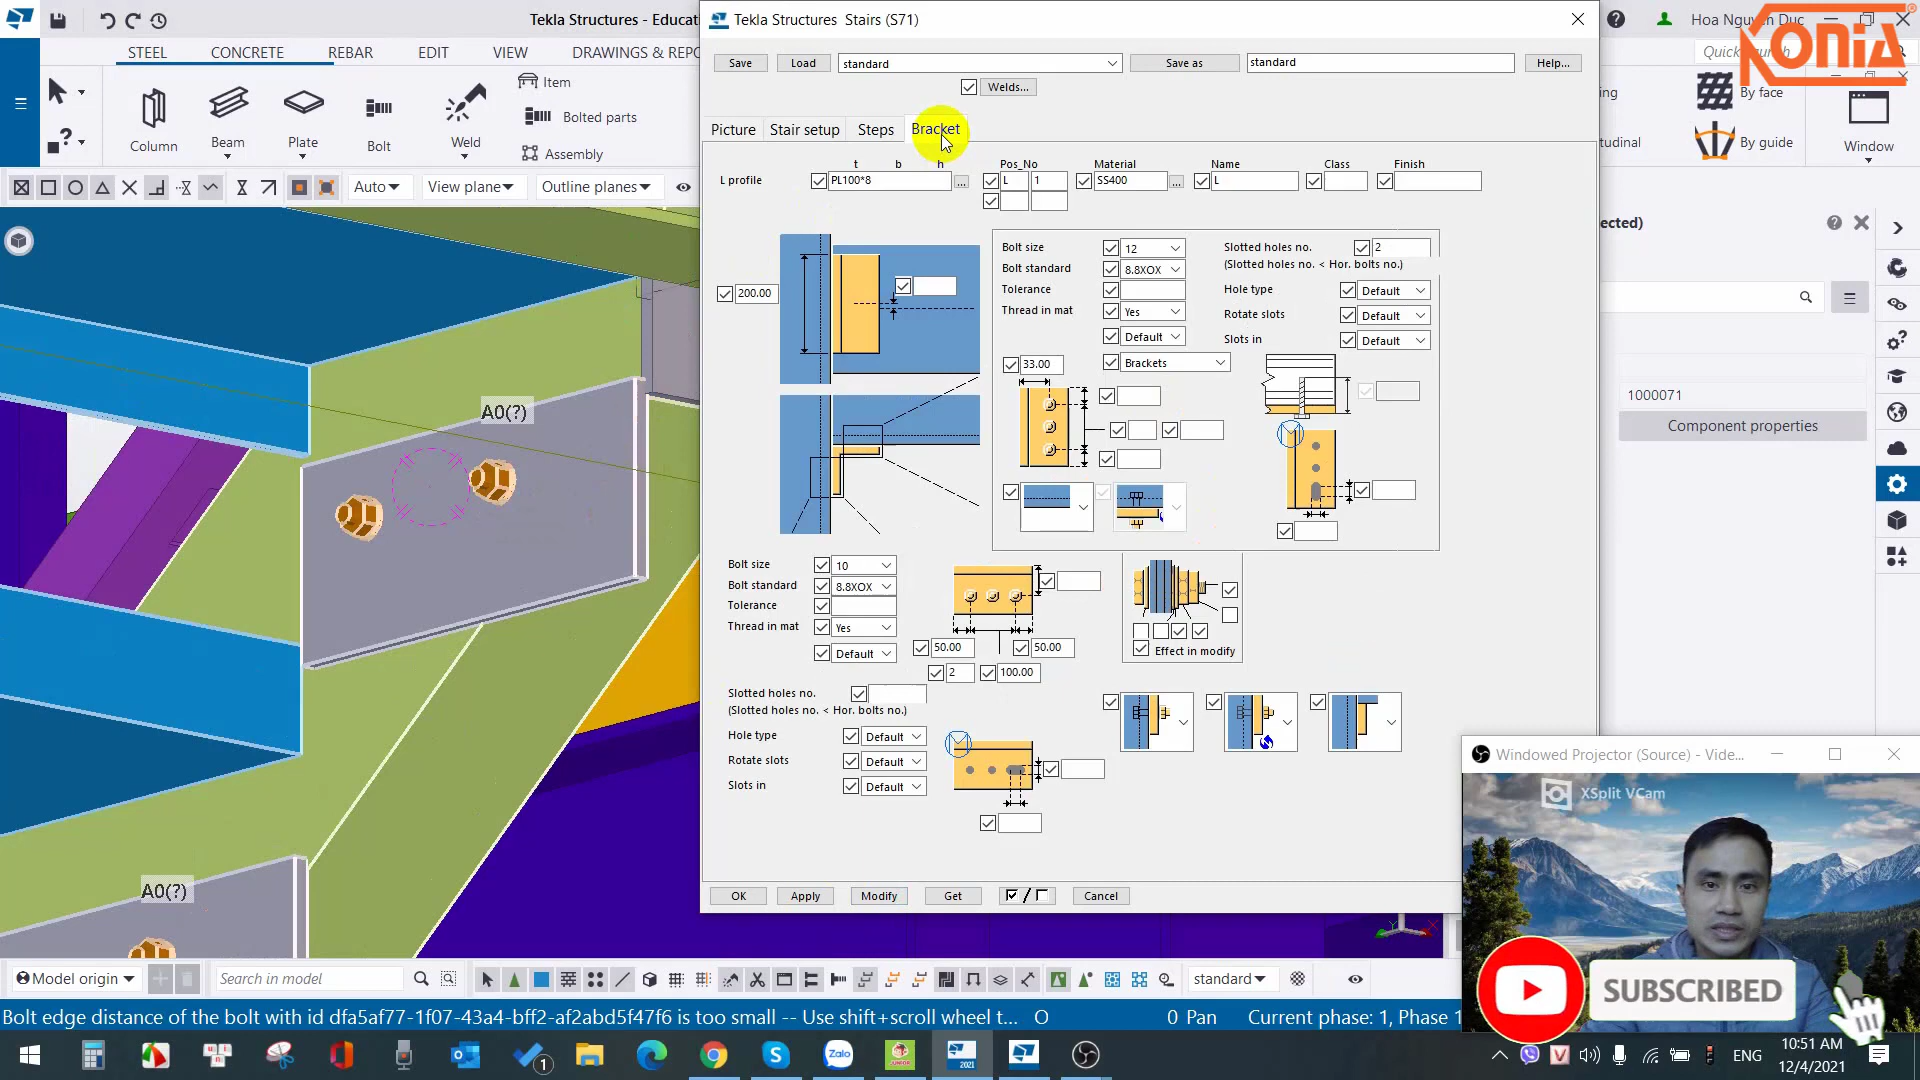 Tekla Structures - Educat
Tekla Structures Stairs (S71)
Hoa Nguyen Duc
KONIA
STEEL
CONCRETE
REBAR
EDIT
VIEW
DRAWINGS & REPO
Save
Load
standard
Save as
standard
Help...
Welds...
Column
Beam
Plate
Bolt
Item
Bolted parts
Assembly
Weld
By face
By guide
Window
Picture
Stair setup
Steps
Bracket
t
b
h
Pos_No
Material
Name
Class
Finish
L profile
PL100*8
...
L
1
SS400
...
L
Auto
View plane
Outline planes
ected)
200.00
Bolt size
12
Bolt standard
8.8XOX
Tolerance
Thread in mat
Yes
Default
Brackets
Slotted holes no.
2
(Slotted holes no. < Hor. bolts no.)
Hole type
Default
Rotate slots
Default
Slots in
Default
33.00
1000071
Component properties
A0(?)
Bolt size
10
Bolt standard
8.8XOX
Tolerance
Thread in mat
Yes
Default
50.00
50.00
2
100.00
Effect in modify
Slotted holes no.
(Slotted holes no. < Hor. bolts no.)
Hole type
Default
Rotate slots
Default
Slots in
Default
A0(?)
OK
Apply
Modify
Get
/
Cancel
Windowed Projector (Source) - Vide...
XSplit VCam
SUBSCRIBED
Model origin
Search in model
standard
Bolt edge distance of the bolt with id dfa5af77-1f07-43a4-bff2-af2abd5f47f6 is too small -- Use shift+scroll wheel t...
O
0
Pan
Current phase: 1, Phase 1
1
2021
ENG
10:51 AM
12/4/2021